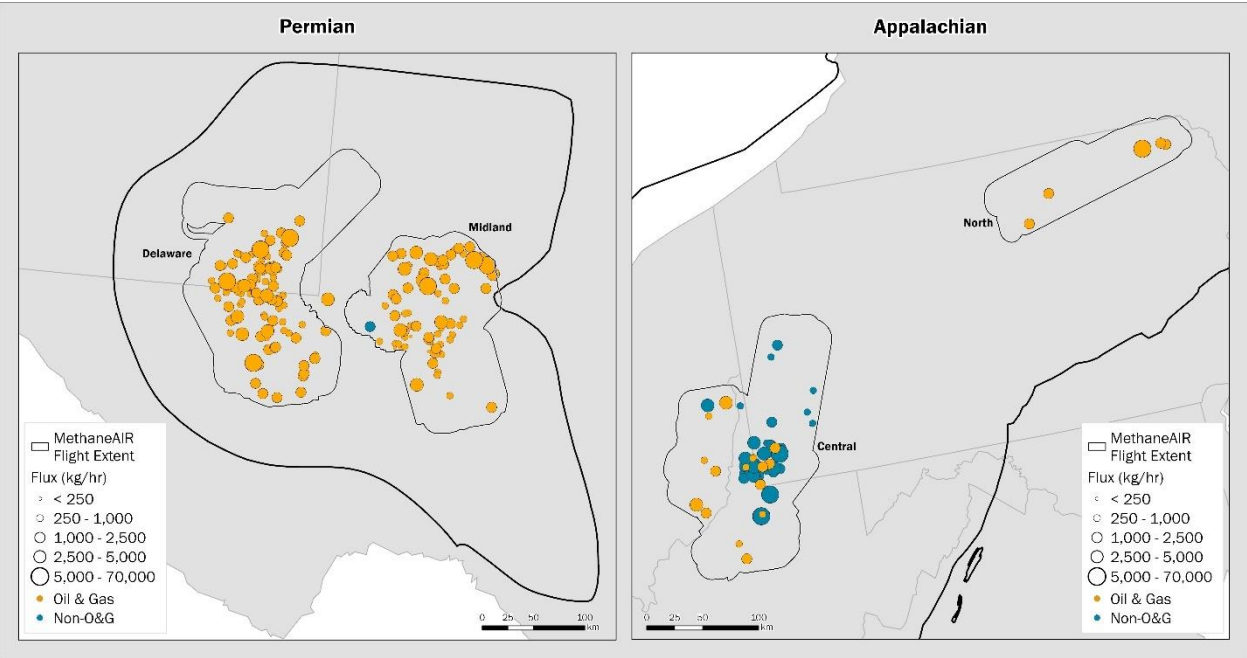 Permian
Delaware
Midland
MethaneAIR
Flight Extent
Flux (kg/hr)
< 250
250 - 1,000
1,000 - 2,500
2,500 - 5,000
5,000 - 70,000
Oil & Gas
Non-O&G
0 25 50 100
km
Appalachian
North
Central
MethaneAIR
Flight Extent
Flux (kg/hr)
< 250
250 - 1,000
1,000 - 2,500
2,500 - 5,000
5,000 - 70,000
Oil & Gas
Non-O&G
0 25 50 100
km